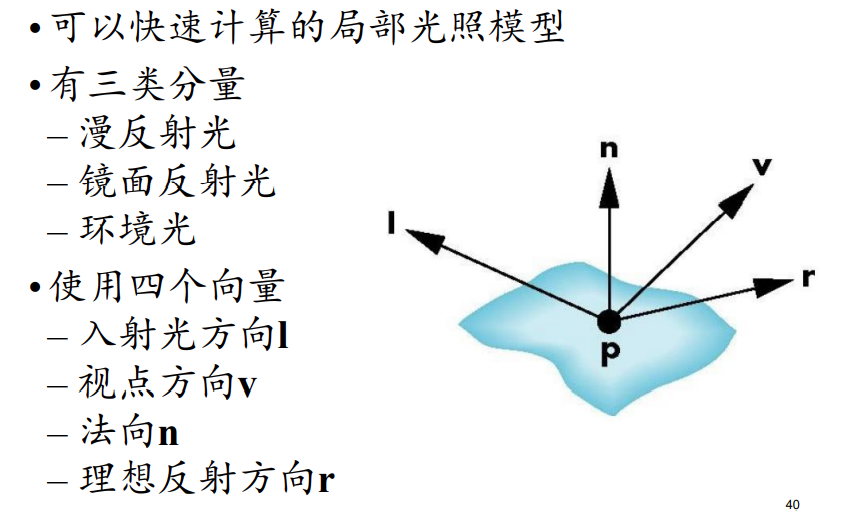 • 可以快速计算的局部光照模型
• 有三类分量
– 漫反射光
– 镜面反射光
– 环境光
• 使用四个向量
– 入射光方向l
– 视点方向v
– 法向n
– 理想反射方向r
n
v
l
r
p
40